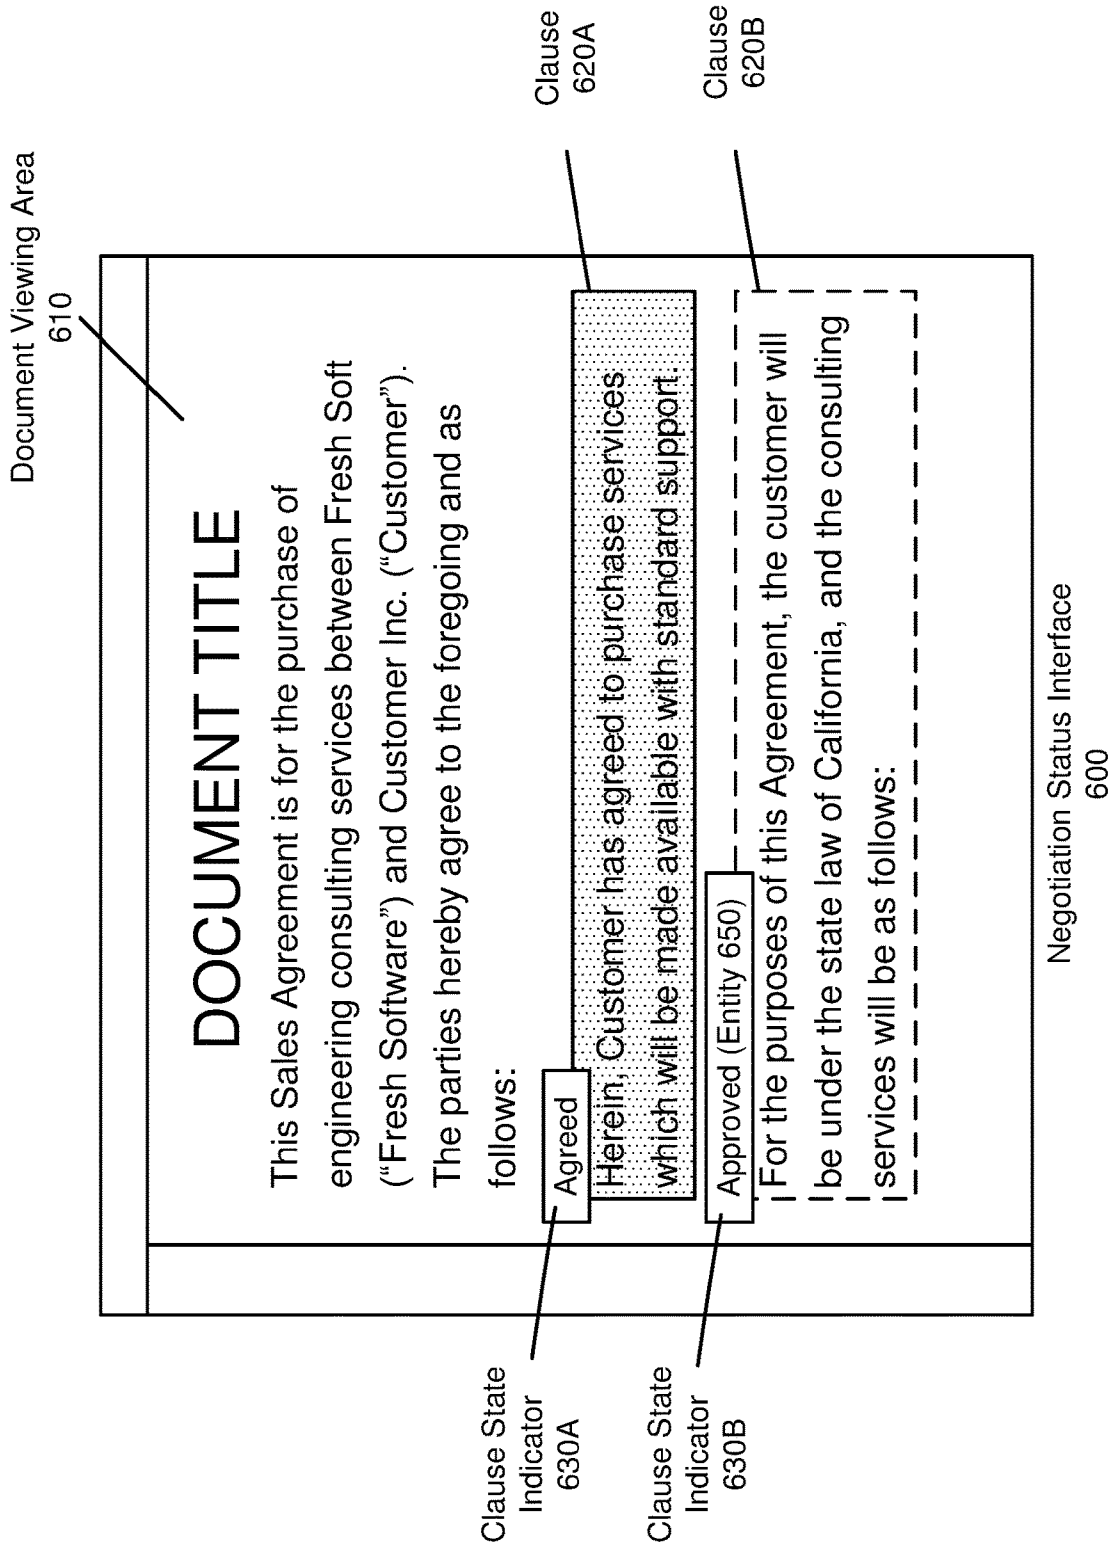 Document Viewing Area
610
DOCUMENT TITLE
This Sales Agreement is for the purchase of
engineering consulting services between Fresh Soft
(“Fresh Software”) and Customer Inc. (“Customer”).
The parties hereby agree to the foregoing and as
follows:
Clause State
Indicator
630A
Agreed
Clause
620A
Herein, Customer has agreed to purchase services
which will be made available with standard support.
Clause State
Indicator
630B
Approved (Entity 650)
Clause
620B
For the purposes of this Agreement, the customer will
be under the state law of California, and the consulting
services will be as follows:
Negotiation Status Interface
600